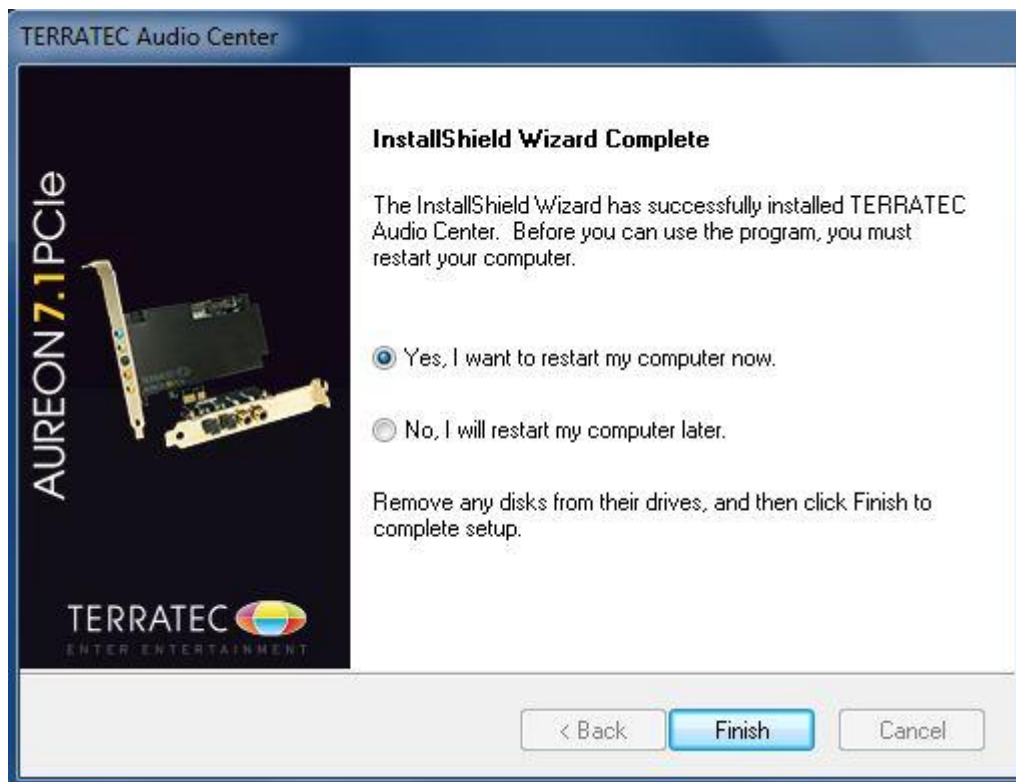 TERRATEC Audio Center
AUREON 7.1 PCIe
TERRATEC
ENTER ENTERTAINMENT
InstallShield Wizard Complete
The InstallShield Wizard has successfully installed TERRATEC
Audio Center. Before you can use the program, you must
restart your computer.
Yes, I want to restart my computer now.
No, I will restart my computer later.
Remove any disks from their drives, and then click Finish to
complete setup.
< Back
Finish
Cancel